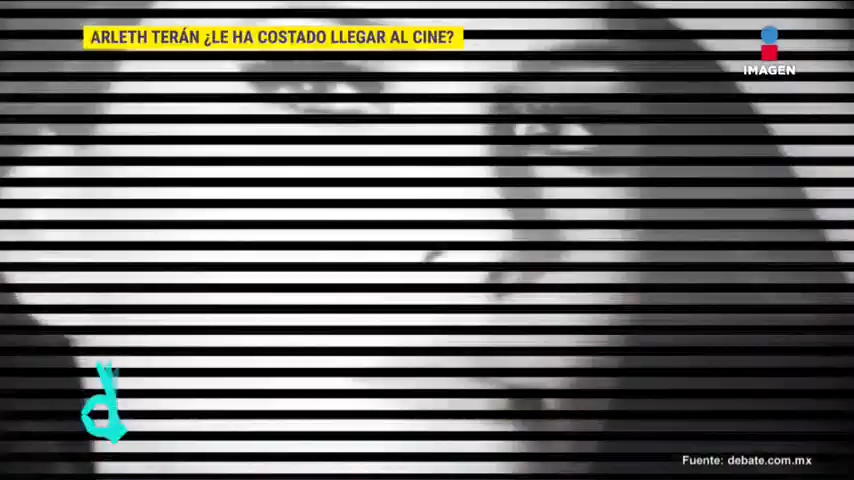 ARLETH TERÁN ¿LE HA COSTADO LLEGAR AL CINE?
IMAGEN
Fuente: debate.com.mx